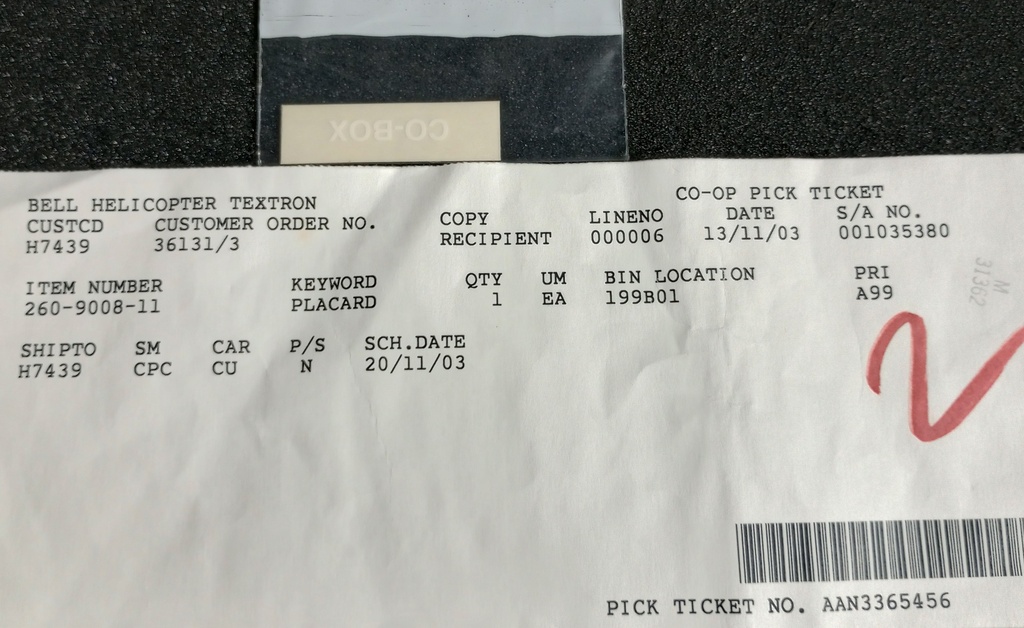 CO-BOX
BELL HELICOPTER TEXTRON CO-OP PICK TICKET
CUSTCD CUSTOMER ORDER NO. COPY LINENO DATE S/A NO.
H7439 36131/3 RECIPIENT 000006 13/11/03 001035380
ITEM NUMBER KEYWORD QTY UM BIN LOCATION PRI
260-9008-11 PLACARD 1 EA 199B01 A99
M
31362
SHIPTO SM CAR P/S SCH.DATE
H7439 CPC CU N 20/11/03
PICK TICKET NO. AAN3365456